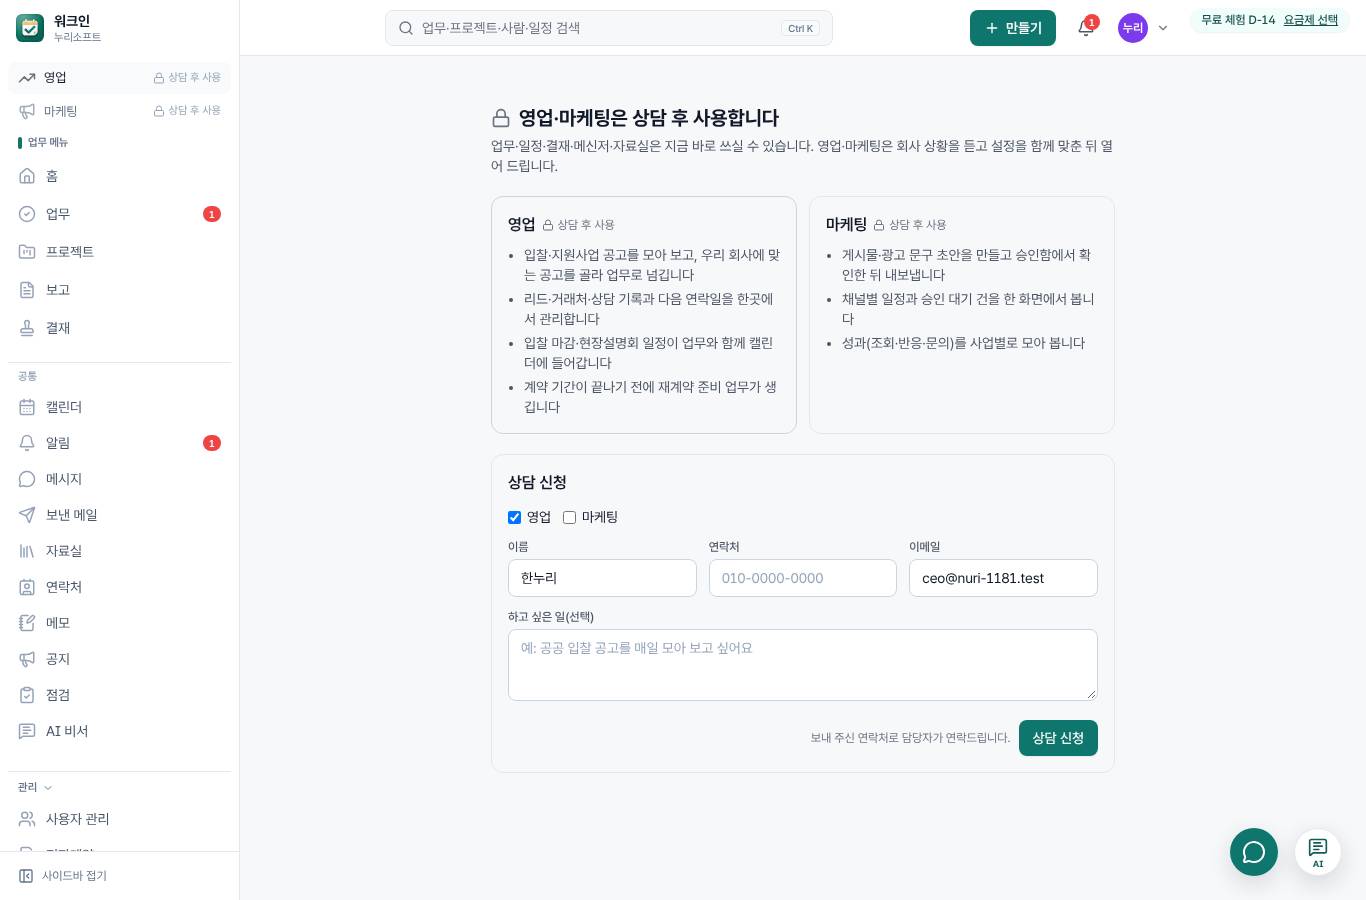 워크인
누리소프트
업무·프로젝트·사람·일정 검색
Ctrl K
만들기
1
누리
무료 체험 D-14 요금제 선택
영업
상담 후 사용
마케팅
상담 후 사용
업무 메뉴
홈
업무
1
프로젝트
보고
결재
공통
캘린더
알림
1
메시지
보낸 메일
자료실
연락처
메모
공지
점검
AI 비서
관리
사용자 관리
사이드바 접기
영업·마케팅은 상담 후 사용합니다
업무·일정·결재·메신저·자료실은 지금 바로 쓰실 수 있습니다. 영업·마케팅은 회사 상황을 듣고 설정을 함께 맞춘 뒤 열
어 드립니다.
영업 상담 후 사용
입찰·지원사업 공고를 모아 보고, 우리 회사에 맞
는 공고를 골라 업무로 넘깁니다
리드·거래처·상담 기록과 다음 연락일을 한곳에
서 관리합니다
입찰 마감·현장설명회 일정이 업무와 함께 캘린
더에 들어갑니다
계약 기간이 끝나기 전에 재계약 준비 업무가 생
깁니다
마케팅 상담 후 사용
게시물·광고 문구 초안을 만들고 승인함에서 확
인한 뒤 내보냅니다
채널별 일정과 승인 대기 건을 한 화면에서 봅니
다
성과(조회·반응·문의)를 사업별로 모아 봅니다
상담 신청
영업 마케팅
이름
한누리
연락처
010-0000-0000
이메일
ceo@nuri-1181.test
하고 싶은 일(선택)
예: 공공 입찰 공고를 매일 모아 보고 싶어요
보내 주신 연락처로 담당자가 연락드립니다.
상담 신청
AI